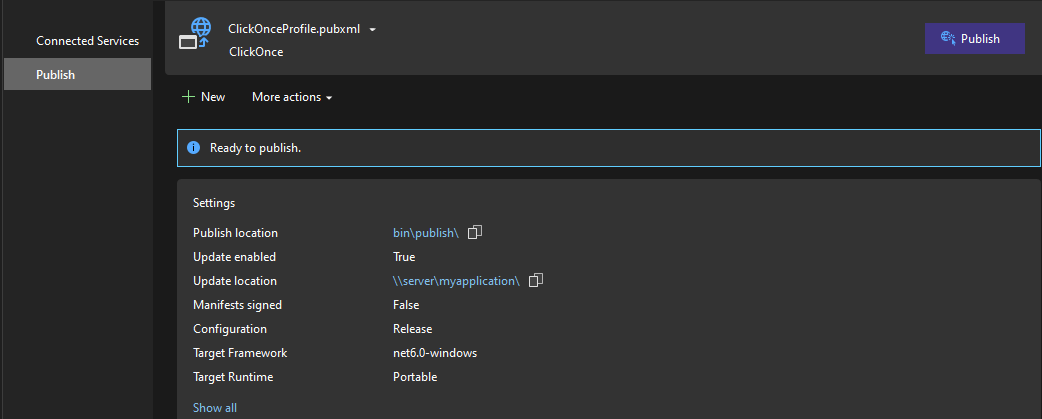 Connected Services
Publish
ClickOnceProfile.pubxml
ClickOnce
Publish
New
More actions
Ready to publish.
Settings
Publish location bin\publish\
Update enabled True
Update location \\server\myapplication\
Manifests signed False
Configuration Release
Target Framework net6.0-windows
Target Runtime Portable
Show all